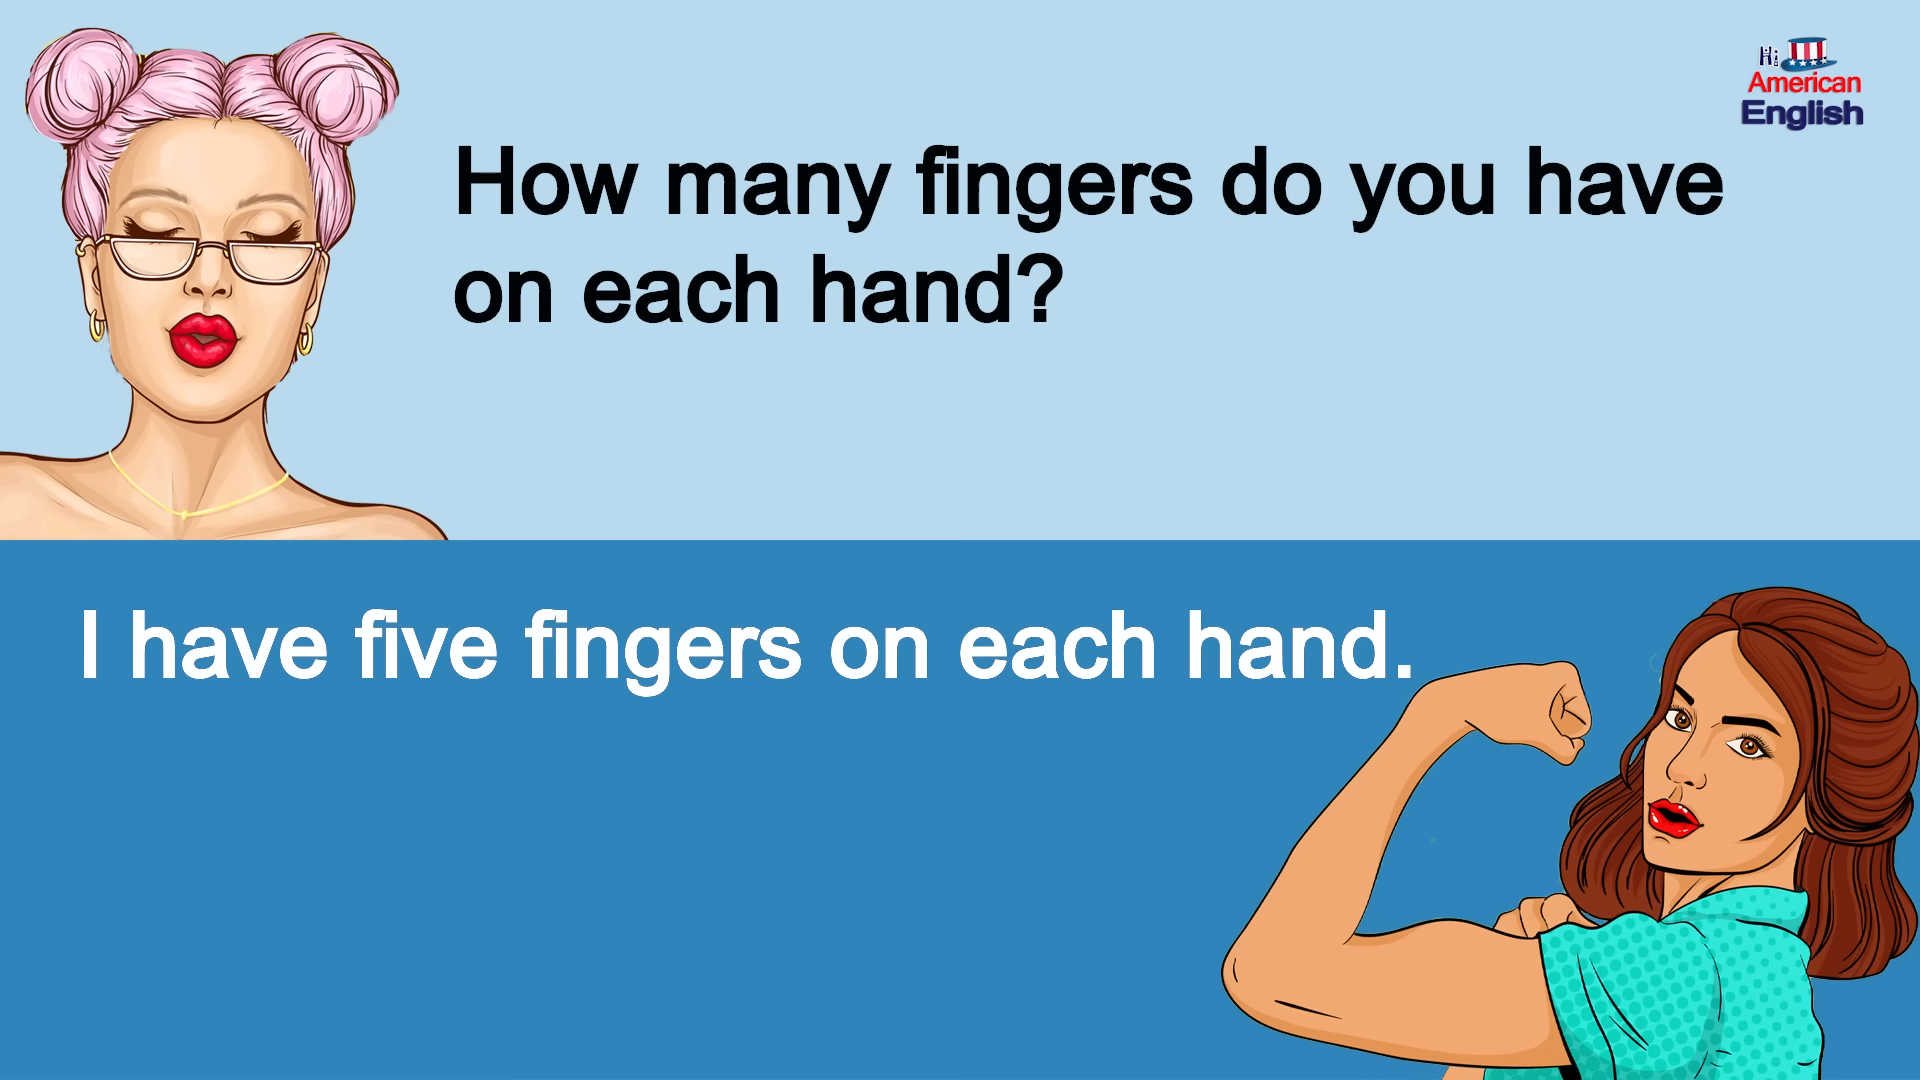 Hi
American
English
How many fingers do you have
on each hand?
I have five fingers on each hand.